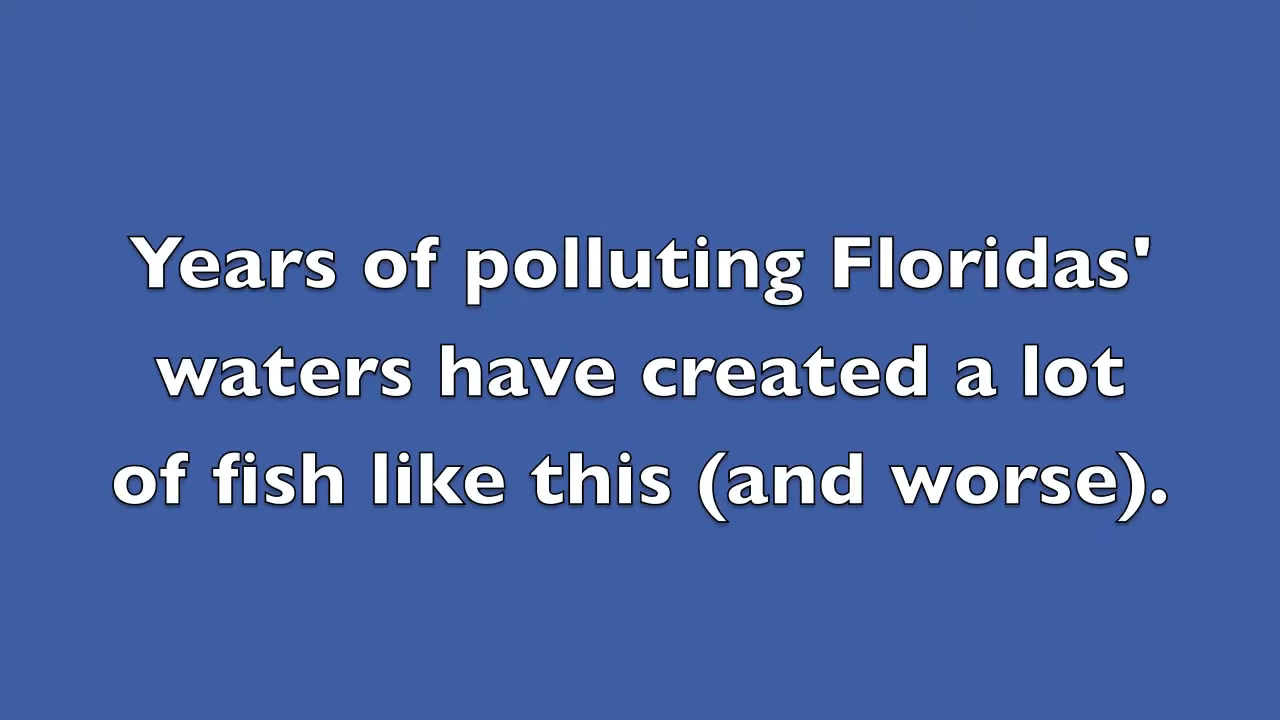 Years of polluting Floridas'
waters have created a lot
of fish like this (and worse).